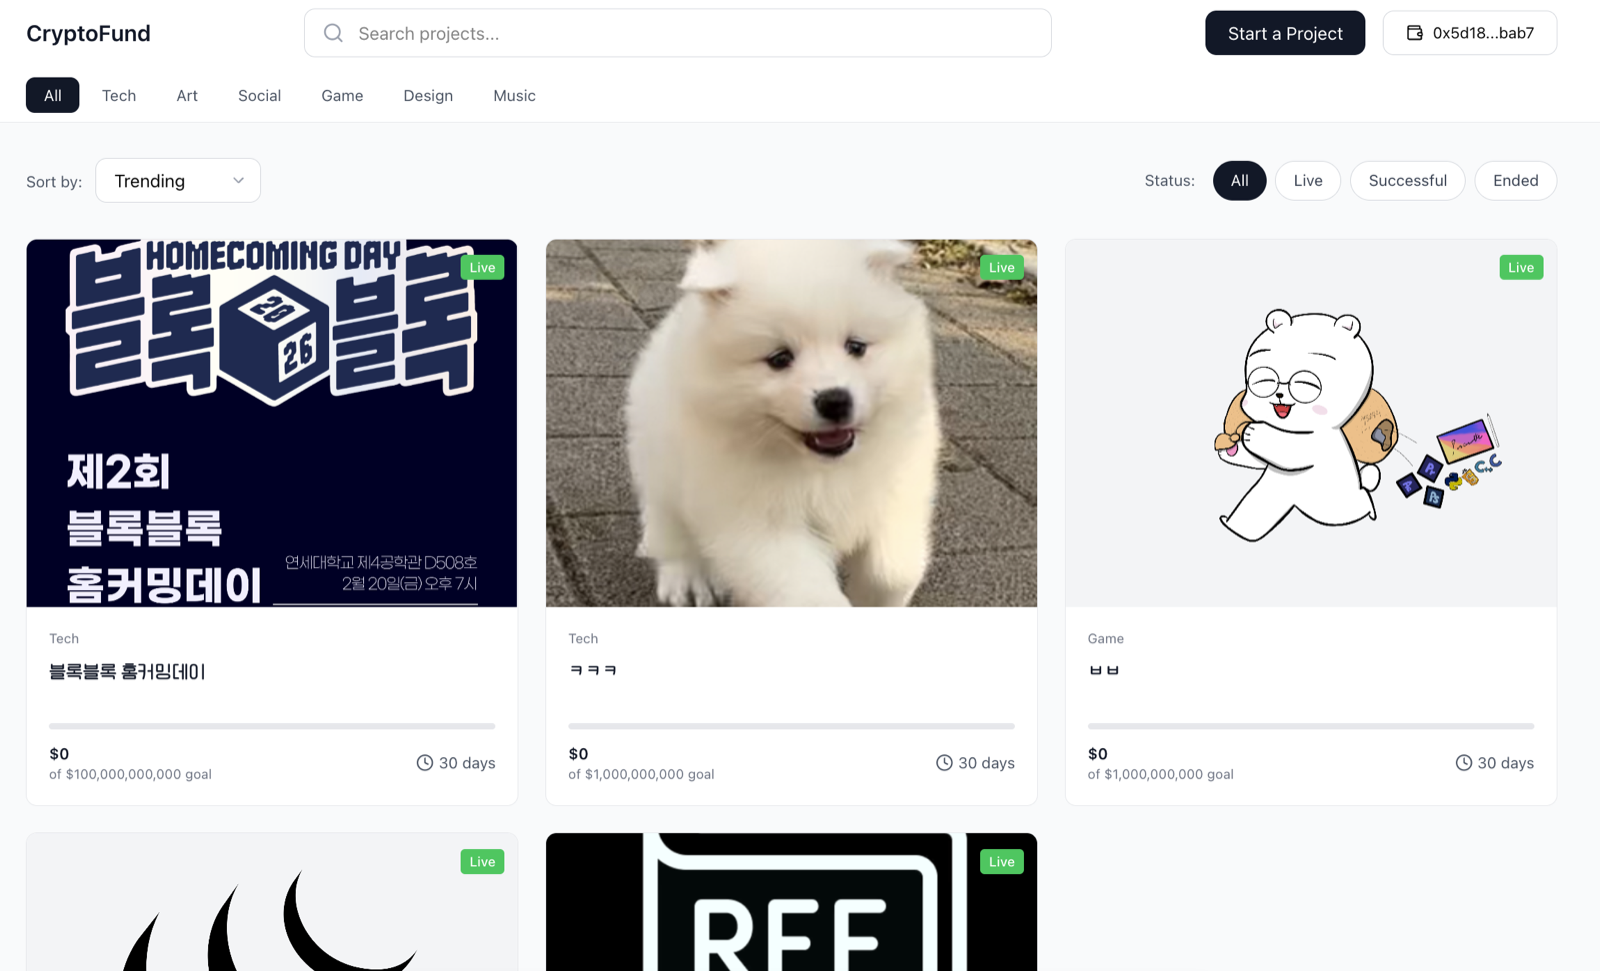 CryptoFund
Search projects...
Start a Project
0x5d18...bab7
All
Tech
Art
Social
Game
Design
Music
Sort by:
Trending
Status:
All
Live
Successful
Ended
HOMECOMING DAY
블록 2026 블록
제2회
블록블록
홈커밍데이
연세대학교 제4공학관 D508호
2월 20일(금) 오후 7시
Live
Tech
블록블록 홈커밍데이
$0
of $100,000,000,000 goal
30 days
Live
Tech
ㅋㅋㅋ
$0
of $1,000,000,000 goal
30 days
Live
Pr
Ps
C++
C
Game
ㅂㅂ
$0
of $1,000,000,000 goal
30 days
Live
Live